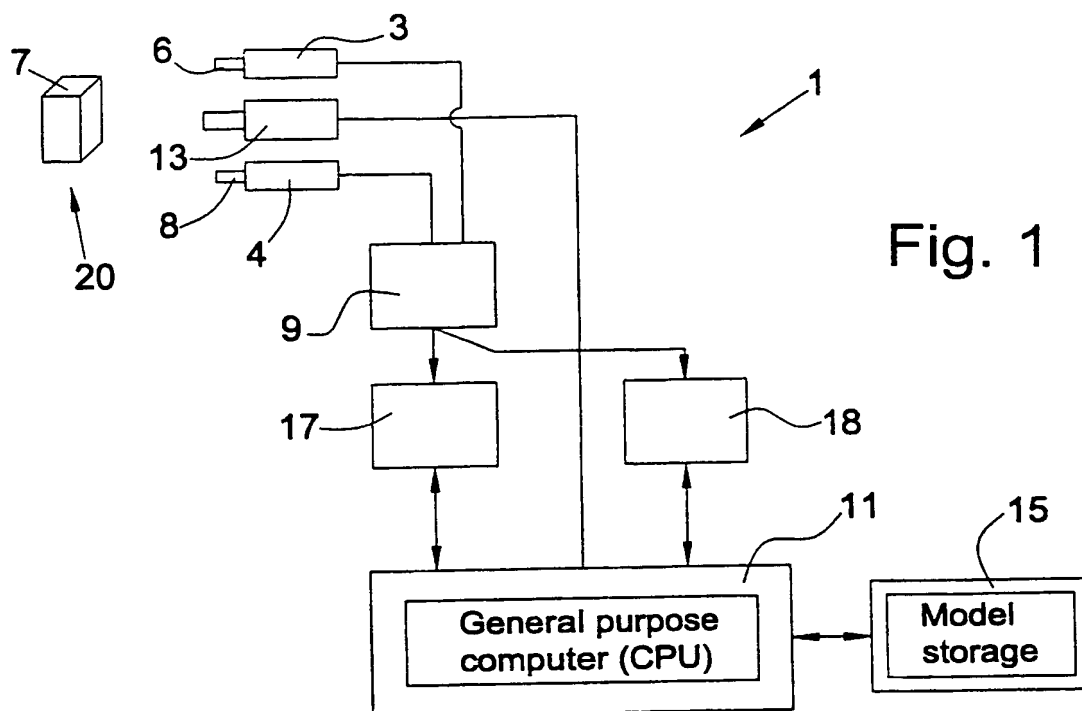 3
6
7
1
13
8
4
20
Fig. 1
9
17
18
11
15
General purpose
computer (CPU)
Model
storage